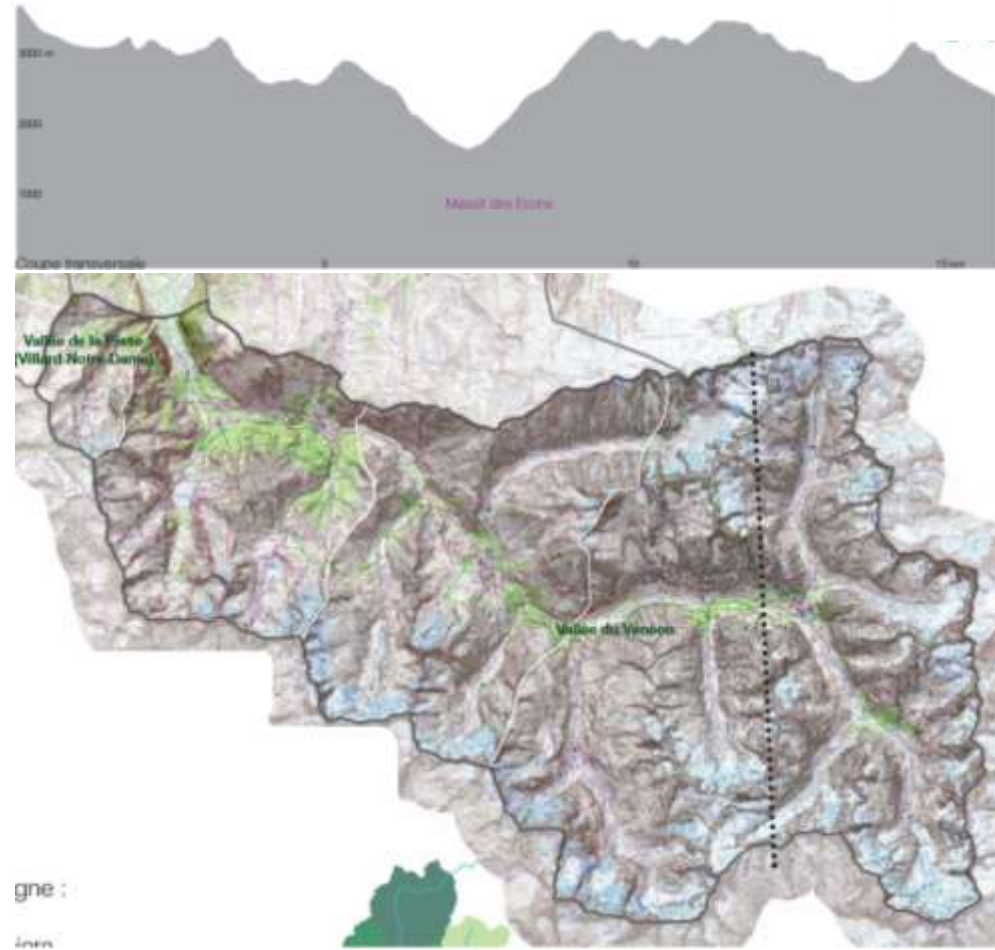 3000 m
2000
1000
Massif des Ecrins
Coupe transversale
5
10
15 km
Vallée de la
(Villard Notre-Dame)
Vallée du Vénéon
gne :